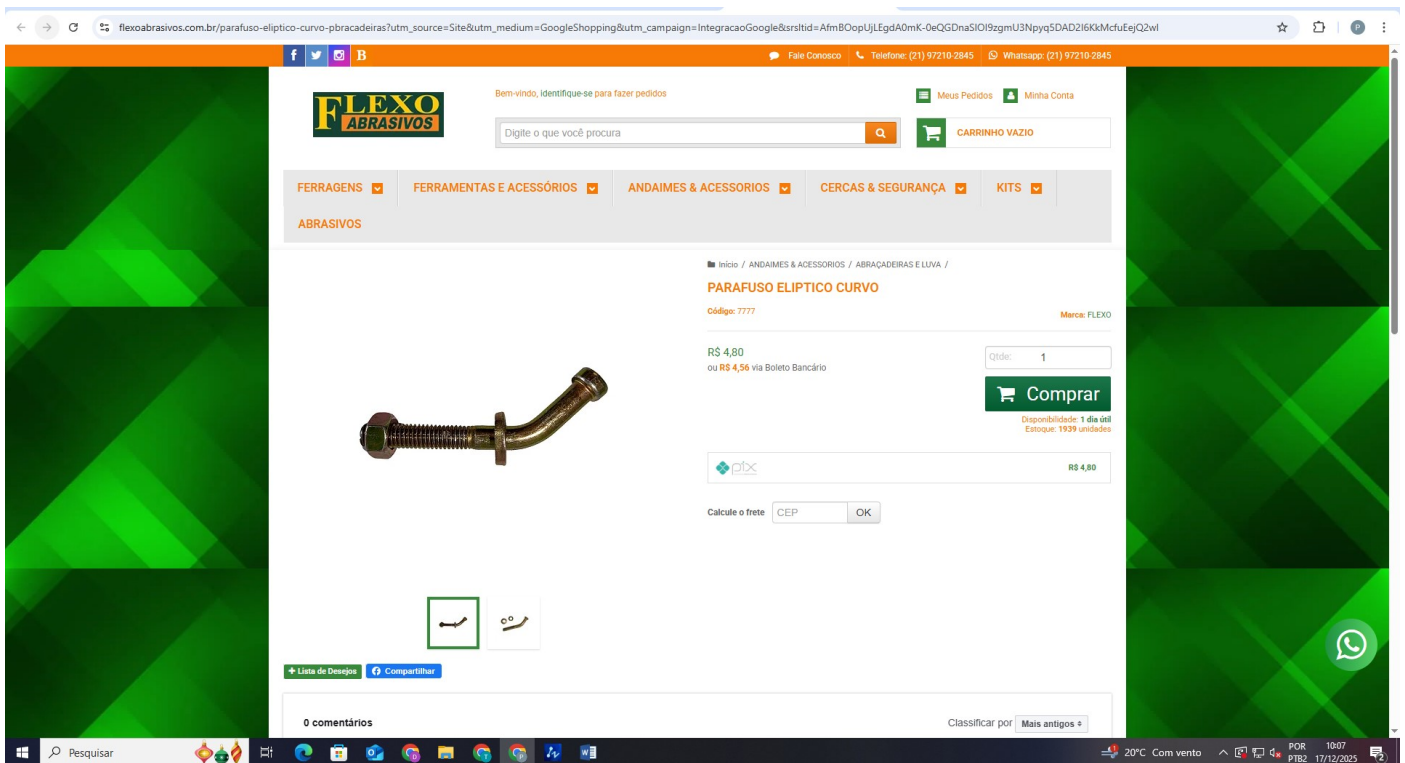 flexoabrasivos.com.br/parafuso-eliptico-curvo-pbracadeiras?utm_source=Site&utm_medium=GoogleShopping&utm_campaign=IntegracaoGoogle&srsltid=AfmBOopUjLEgdA0mK-0eQGDnaSIOI9zgmU3Npyq5DAD2I6KkMcfuEejQ2wI
P
Fale Conosco Telefone: (21) 97210-2845 Whatsapp: (21) 97210-2845
FLEXO
ABRASIVOS
Bem-vindo, identifique-se para fazer pedidos
Meus Pedidos Minha Conta
Digite o que você procura
CARRINHO VAZIO
FERRAGENS FERRAMENTAS E ACESSÓRIOS ANDAIMES & ACESSORIOS CERCAS & SEGURANÇA KITS
ABRASIVOS
Início / ANDAIMES & ACESSORIOS / ABRAÇADEIRAS E LUVA /
PARAFUSO ELIPTICO CURVO
Código: 7777
Marca: FLEXO
R$ 4,80
ou R$ 4,56 via Boleto Bancário
Qtde: 1
Comprar
Disponibilidade: 1 dia útil
Estoque: 1939 unidades
pix R$ 4,80
Calcule o frete CEP OK
+ Lista de Desejos Compartilhar
0 comentários
Classificar por Mais antigos
Pesquisar
20°C Com vento
POR
PTB2
10:07
17/12/2025
2